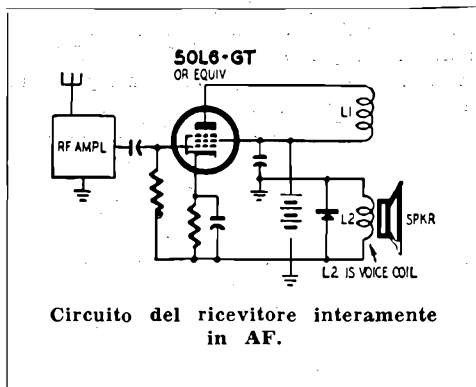 50L6-GT
OR EQUIV
RF AMPL
L1
L2
SPKR
L2 IS VOICE COIL
Circuito del ricevitore interamente
in AF.